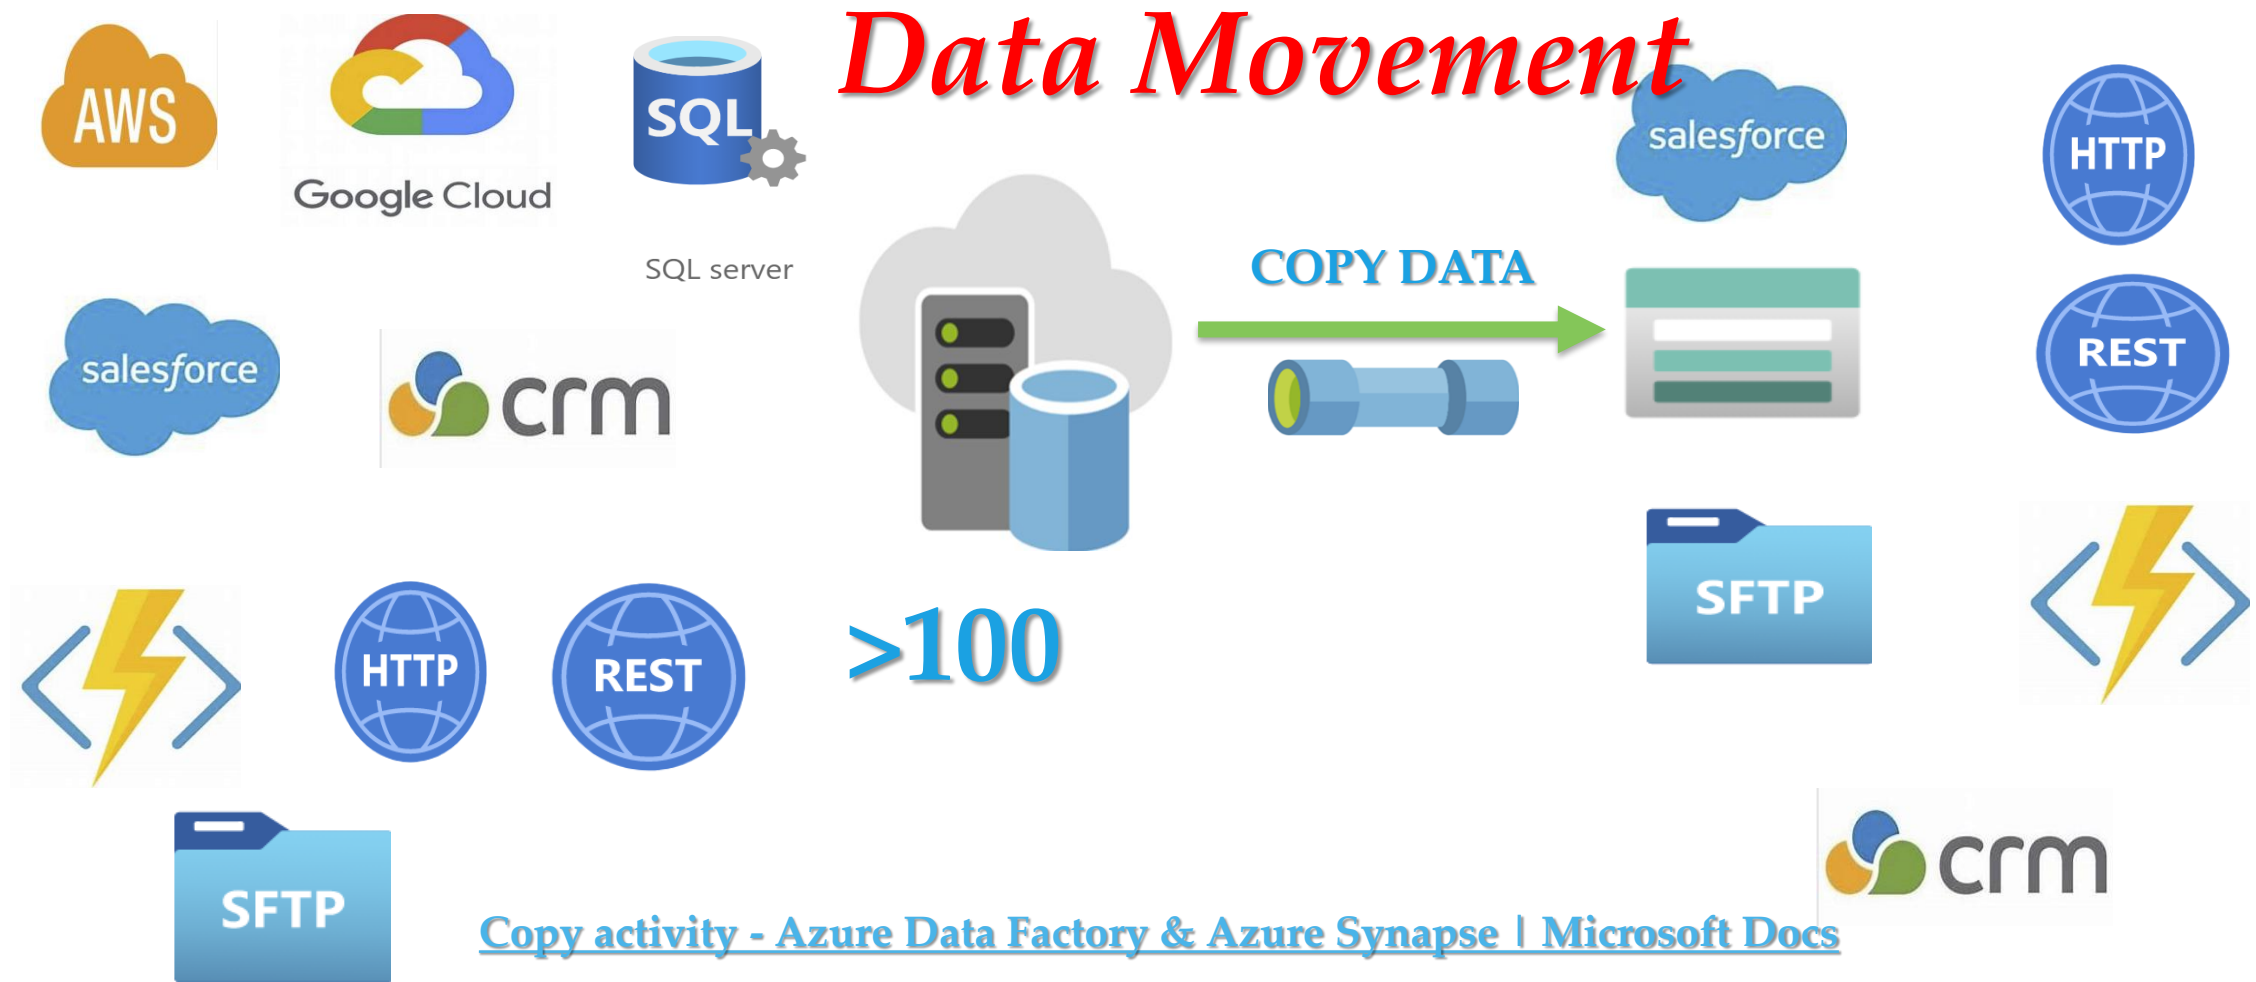 Data Movement
AWS
Google Cloud
SQL
SQL server
salesforce
HTTP
COPY DATA
salesforce
crm
REST
HTTP
REST
>100
SFTP
SFTP
crm
Copy activity - Azure Data Factory & Azure Synapse | Microsoft Docs